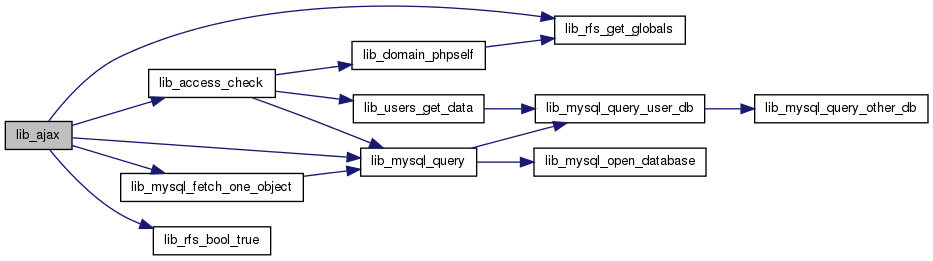 lib_rfs_get_globals
lib_domain_phpself
lib_access_check
lib_users_get_data
lib_mysql_query_user_db
lib_mysql_query_other_db
lib_ajax
lib_mysql_query
lib_mysql_open_database
lib_mysql_fetch_one_object
lib_rfs_bool_true